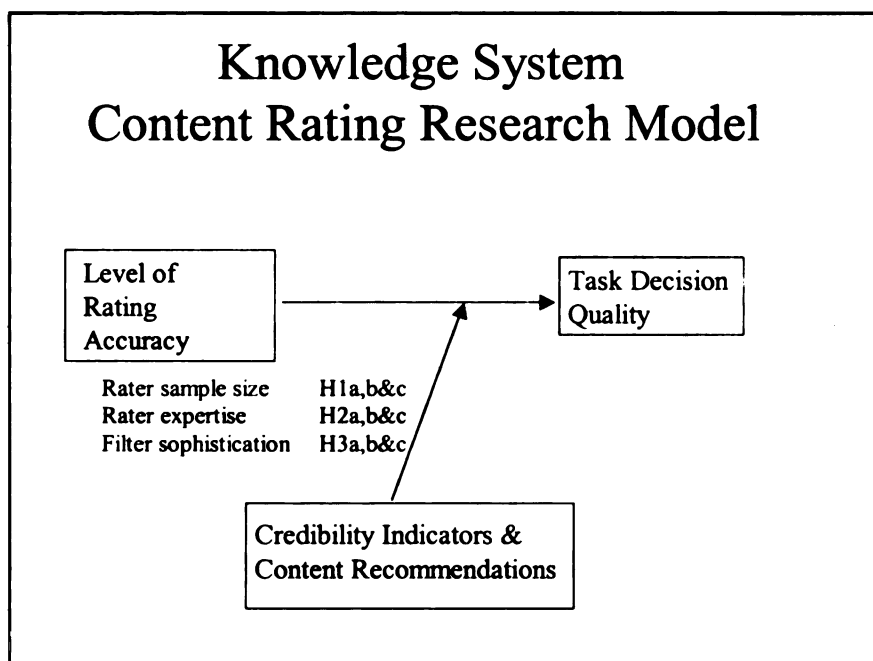 Knowledge System
Content Rating Research Model
Level of
Rating
Accuracy
Task Decision
Quality
Rater sample size H1a,b&c
Rater expertise H2a,b&c
Filter sophistication H3a,b&c
Credibility Indicators &
Content Recommendations